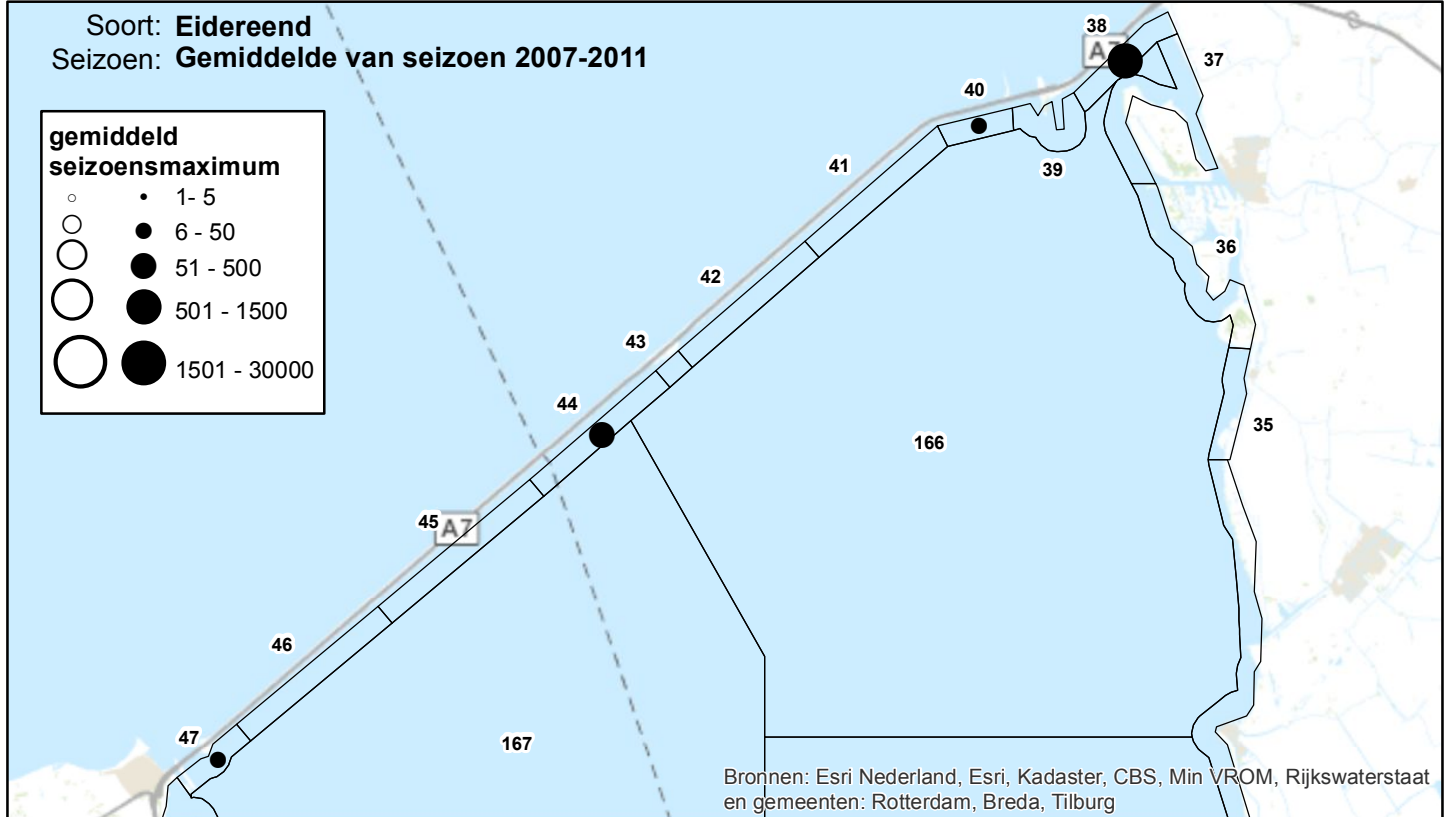 Soort: Eidereend
Seizoen: Gemiddelde van seizoen 2007-2011
gemiddeld
seizoensmaximum
1- 5
6 - 50
51 - 500
501 - 1500
1501 - 30000
38
A7
37
40
41
39
36
42
43
44
35
166
45
A7
46
47
167
Bronnen: Esri Nederland, Esri, Kadaster, CBS, Min VROM, Rijkswaterstaat
en gemeenten: Rotterdam, Breda, Tilburg